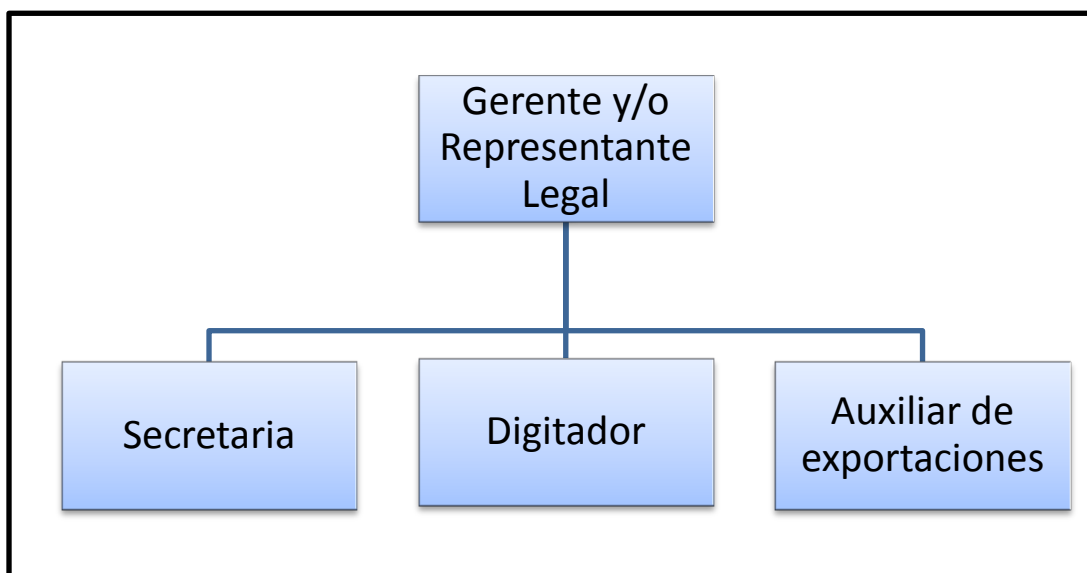 Gerente y/o
Representante
Legal
Secretaria
Digitador
Auxiliar de
exportaciones